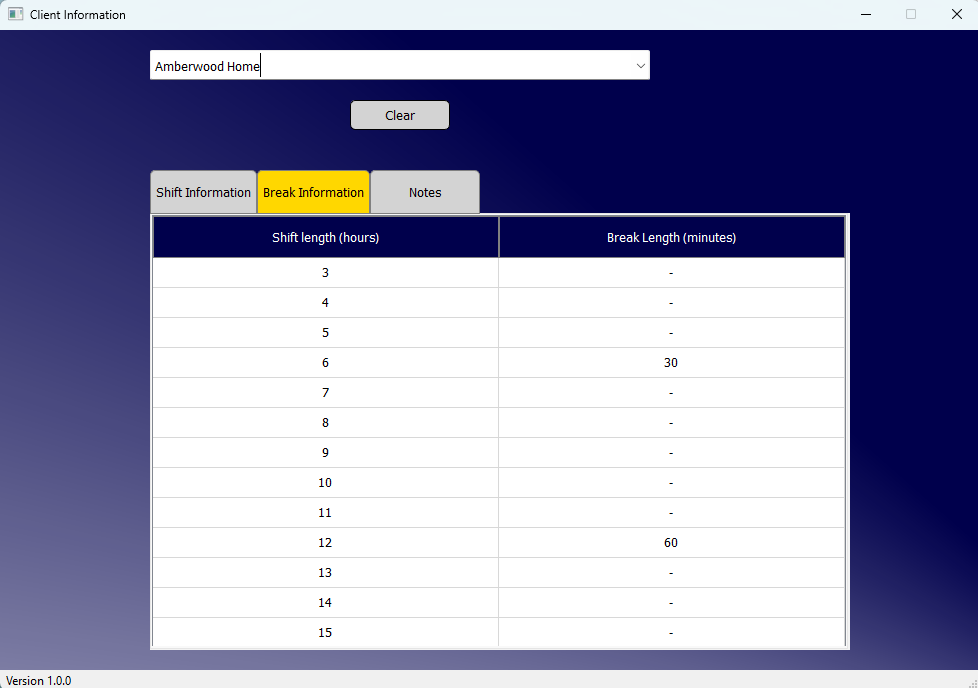 Client Information
Amberwood Home
Clear
Shift Information Break Information Notes
Shift length (hours) Break Length (minutes)
3 -
4 -
5 -
6 30
7 -
8 -
9 -
10 -
11 -
12 60
13 -
14 -
15 -
Version 1.0.0